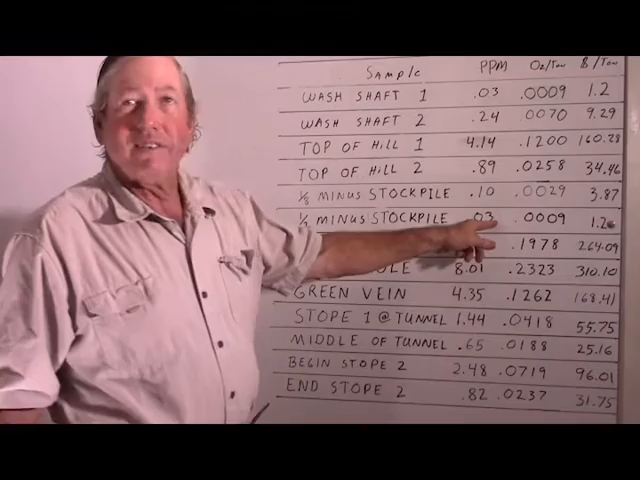 SAMPLE PPM Oz/Ton $/Ton
WASH SHAFT 1 .03 .0009 1.2
WASH SHAFT 2 .24 .0070 9.29
TOP OF HILL 1 4.14 .1200 160.28
TOP OF HILL 2 .89 .0258 34.46
1/8 MINUS STOCKPILE .10 .0029 3.87
1/2 MINUS STOCKPILE .03 .0009 1.20
.1978 264.09
8.01 .2323 310.10
GREEN VEIN 4.35 .1262 168.41
STOPE 1 @ TUNNEL 1.44 .0418 55.75
MIDDLE OF TUNNEL .65 .0188 25.16
BEGIN STOPE 2 2.48 .0719 96.01
END STOPE 2 .82 .0237 31.75